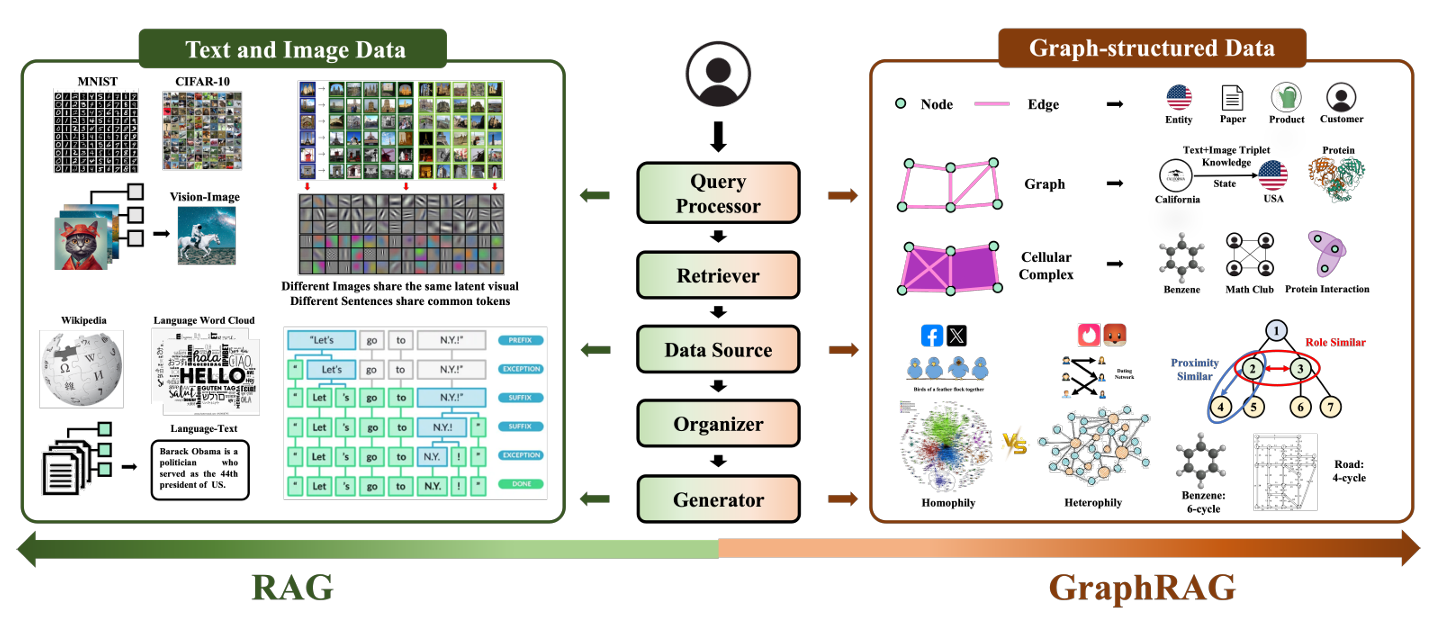 Text and Image Data
MNIST
CIFAR-10
Vision-Image
Different Images share the same latent visual
Different Sentences share common tokens
Wikipedia
Language Word Cloud
hola
HELLO
GUTEN TAG
CIAO
salut
Language-Text
Barack Obama is a
politician who
served as the 44th
president of US.
"Let's go to N.Y.!" PREFIX
" Let's go to N.Y.!" EXCEPTION
" Let 's go to N.Y.!" SUFFIX
" Let 's go to N.Y.! " SUFFIX
" Let 's go to N.Y. ! " EXCEPTION
" Let 's go to N.Y. ! " DONE
Query
Processor
Retriever
Data Source
Organizer
Generator
Graph-structured Data
Node
Edge
Entity
Paper
Product
Customer
Graph
Text+Image Triplet
Knowledge
State
California
USA
Protein
Cellular
Complex
Benzene
Math Club
Protein Interaction
Birds of a feather flock together
Dating
Network
VS
Homophily
Heterophily
Proximity
Similar
Role Similar
1
2
3
4
5
6
7
Benzene:
6-cycle
Road:
4-cycle
RAG
GraphRAG